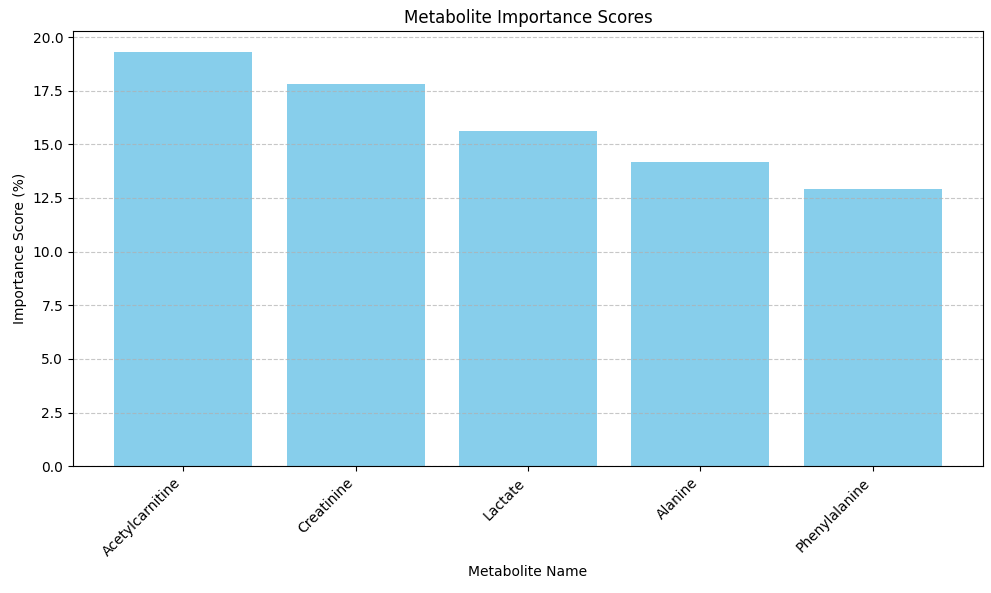 Metabolite Importance Scores
Importance Score (%)
20.0
17.5
15.0
12.5
10.0
7.5
5.0
2.5
0.0
Acetylcarnitine
Creatinine
Lactate
Alanine
Phenylalanine
Metabolite Name